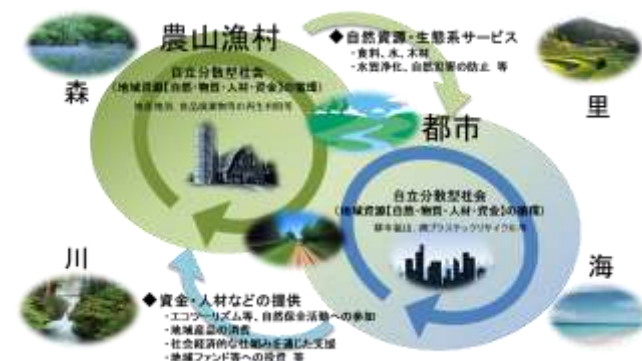 農山漁村
◆自然資源・生態系サービス
・食料、水、木材
・水質浄化、自然災害の防止 等
森
里
自立分散型社会
(地域資源【自然・物質・人材・資金】の循環)
都市
自立分散型社会
(地域資源【自然・物質・人材・資金】の循環)
川
海
◆資金・人材などの提供
・エコツーリズム等、自然保全活動への参加
・地域産品の消費
・社会経済的な仕組みを通じた支援
・地域ファンド等への投資 等